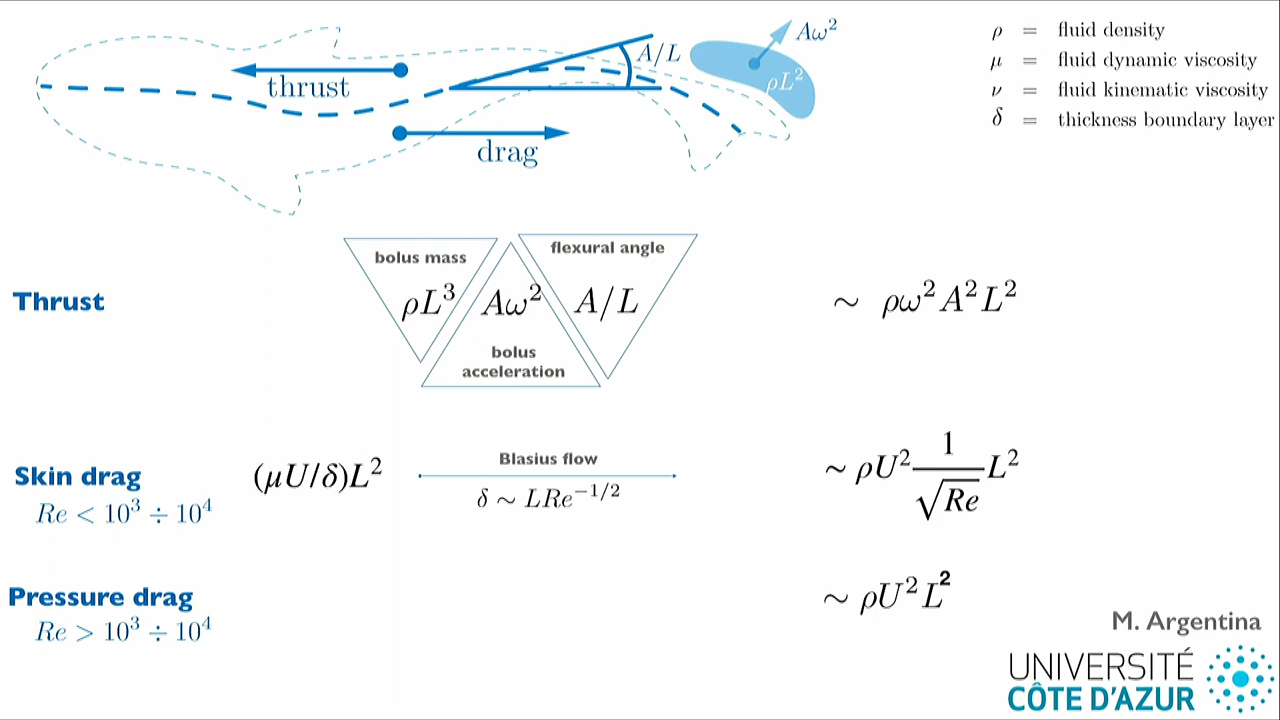 Aω²
A/L
ρL²
thrust
drag
ρ = fluid density
μ = fluid dynamic viscosity
ν = fluid kinematic viscosity
δ = thickness boundary layer
bolus mass
flexural angle
Thrust
ρL³ Aω² A/L
∼ ρω²A²L²
bolus
acceleration
Skin drag
Re < 10³ ÷ 10⁴
(μU/δ)L²
Blasius flow
δ ∼ LRe⁻¹/²
∼ ρU² 1/√Re L²
Pressure drag
Re > 10³ ÷ 10⁴
∼ ρU²L²
M. Argentina
UNIVERSITÉ
CÔTE D'AZUR